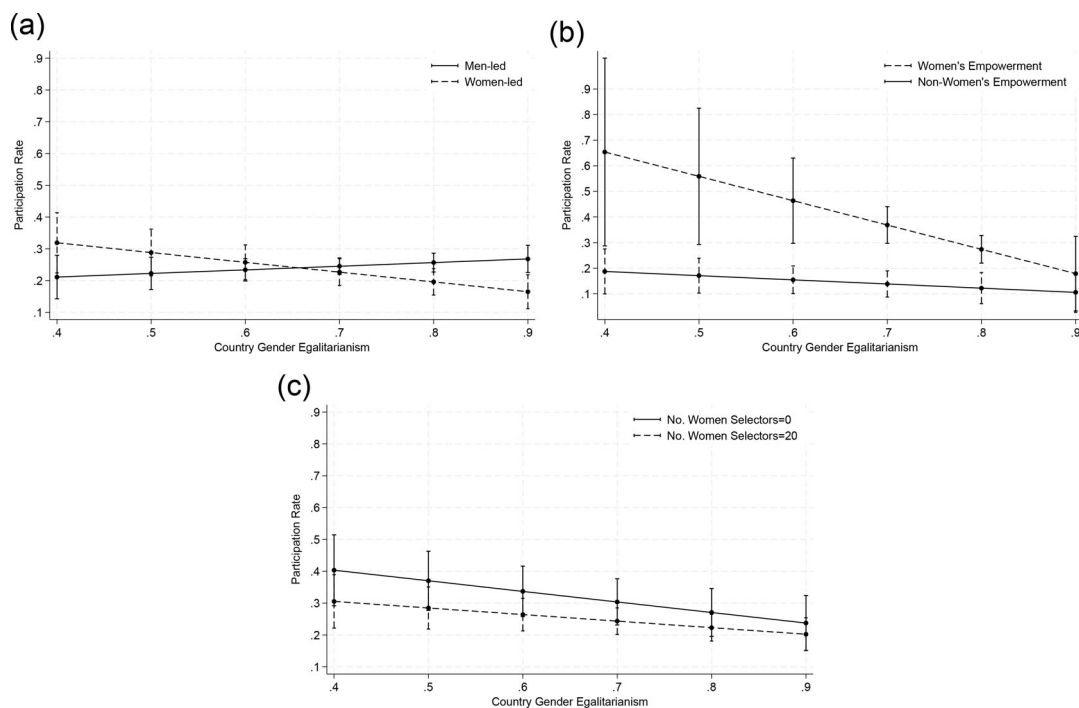 (a)
.9
.8
.7
.6
.5
.4
.3
.2
.1
Participation Rate
Men-led
Women-led
.4 .5 .6 .7 .8 .9
Country Gender Egalitarianism
(b)
.9
.8
.7
.6
.5
.4
.3
.2
.1
Participation Rate
Women's Empowerment
Non-Women's Empowerment
.4 .5 .6 .7 .8 .9
Country Gender Egalitarianism
(c)
.9
.8
.7
.6
.5
.4
.3
.2
.1
Participation Rate
No. Women Selectors=0
No. Women Selectors=20
.4 .5 .6 .7 .8 .9
Country Gender Egalitarianism